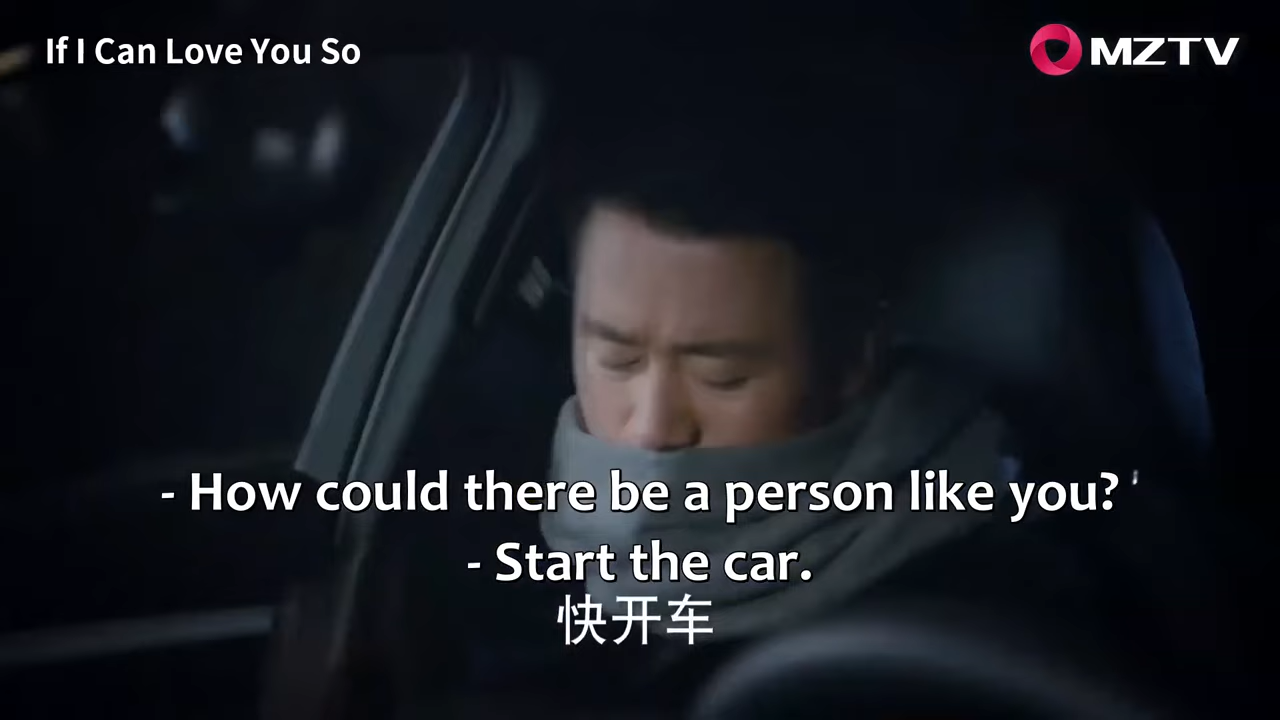 If I Can Love You So
MZTV
- How could there be a person like you?
- Start the car.
快开车